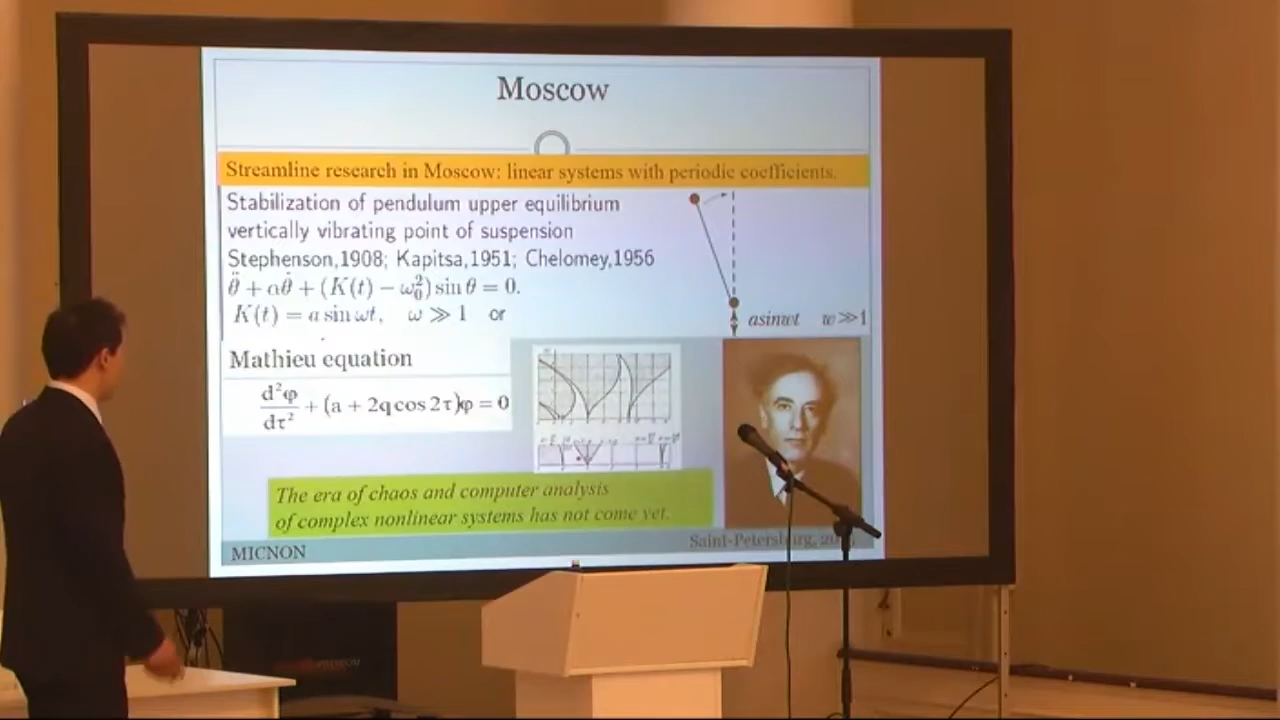 Moscow
Streamline research in Moscow: linear systems with periodic coefficients.
Stabilization of pendulum upper equilibrium
vertically vibrating point of suspension
Stephenson,1908; Kapitsa,1951; Chelomey,1956
θ̈ + αθ̇ + (K(t) − ω₀²) sin θ = 0.
K(t) = a sin ωt, ω ≫ 1 or
asinwt w≫1
Mathieu equation
d²φ/dτ² + (a + 2q cos 2τ)φ = 0
The era of chaos and computer analysis
of complex nonlinear systems has not come yet.
MICNON
Saint-Petersburg,